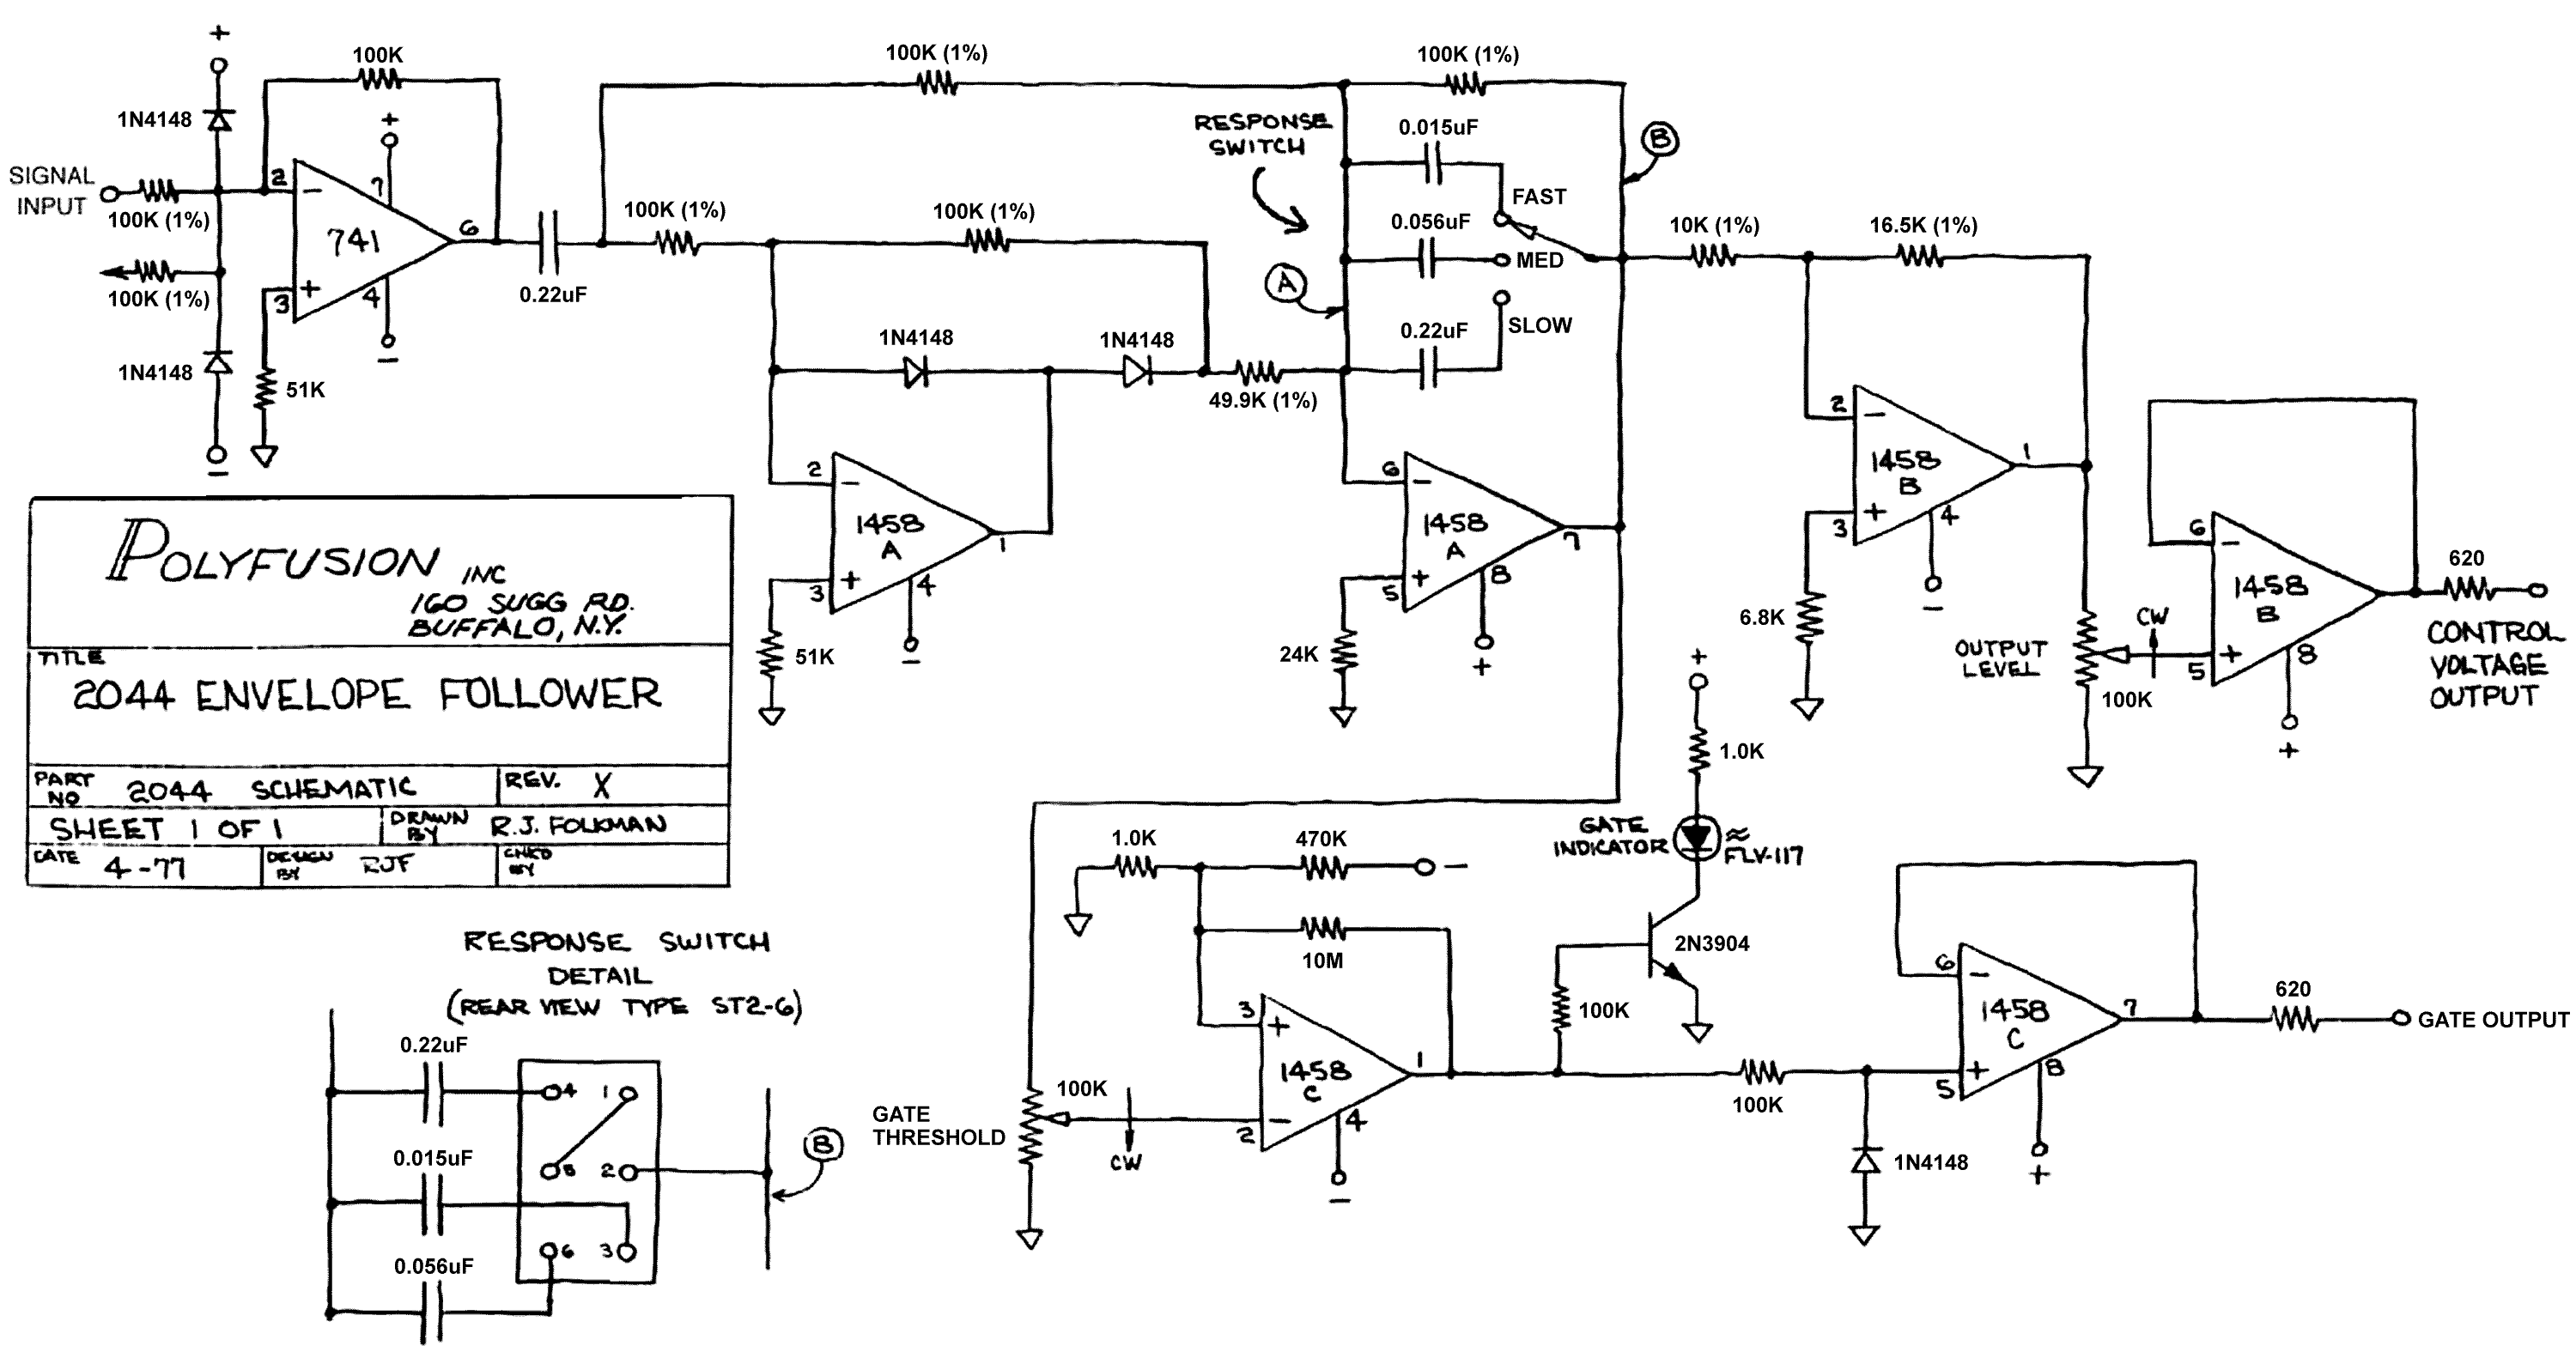 +
100K
100K (1%)
100K (1%)
1N4148
+
SIGNAL
INPUT
100K (1%)
2
−
7
741
6
3
+
4
−
100K (1%)
1N4148
−
51K
0.22uF
100K (1%)
100K (1%)
1N4148
1N4148
49.9K (1%)
2
−
1458
A
1
3
+
4
−
51K
RESPONSE
SWITCH
0.015uF
FAST
0.056uF
MED
0.22uF
SLOW
A
B
6
−
1458
A
7
5
+
8
+
24K
10K (1%)
16.5K (1%)
2
−
1458
B
1
3
+
4
−
6.8K
OUTPUT
LEVEL
100K
CW
6
−
1458
B
5
+
8
+
620
CONTROL
VOLTAGE
OUTPUT
POLYFUSION INC
160 SUGG RD.
BUFFALO, N.Y.
TITLE
2044 ENVELOPE FOLLOWER
PART NO 2044 SCHEMATIC
REV. X
SHEET 1 OF 1
DRAWN BY R.J. FOLKMAN
DATE 4-77
DESIGN BY RJF
CHKD BY
+
1.0K
GATE
INDICATOR
≈
FLV-117
2N3904
100K
1.0K
470K
−
10M
3
+
1458
C
1
−
2
4
−
GATE
THRESHOLD
100K
CW
100K
1N4148
6
−
1458
C
7
5
+
8
+
620
GATE OUTPUT
RESPONSE SWITCH
DETAIL
(REAR VIEW TYPE ST2-6)
0.22uF
4
1
5
2
0.015uF
B
6
3
0.056uF